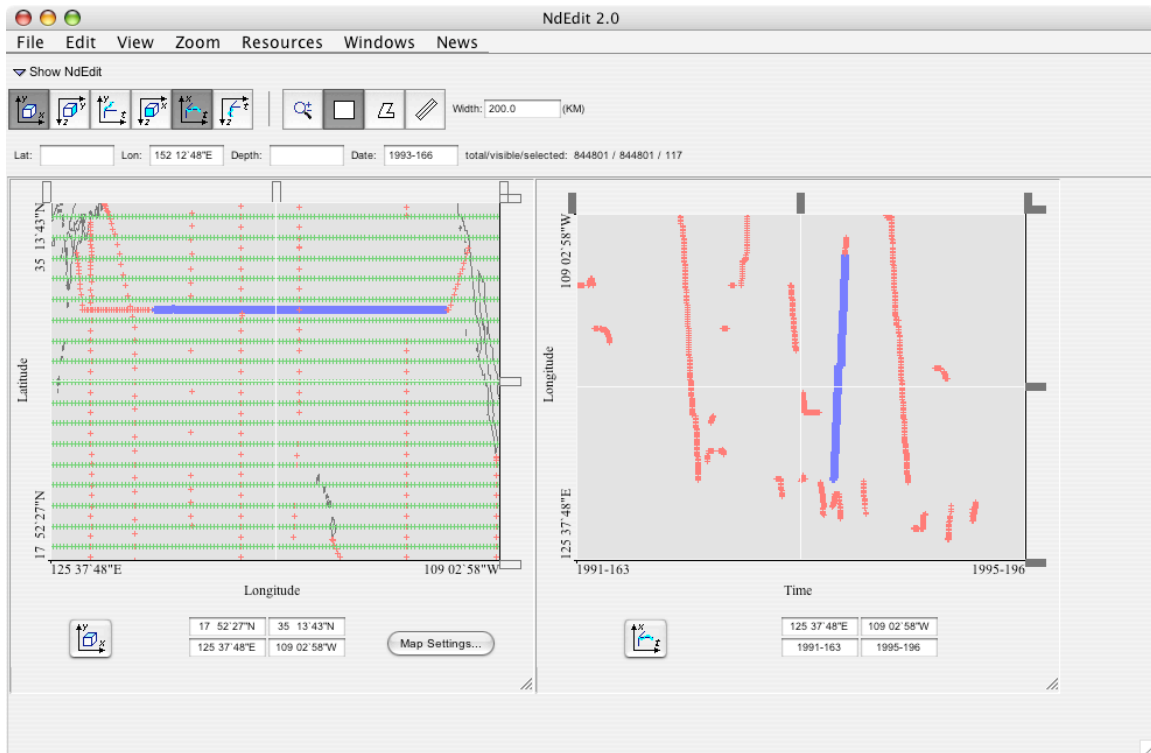 NdEdit 2.0
File Edit View Zoom Resources Windows News
Show NdEdit
y x y z y t x z x t t z Width: 200.0 (KM)
Lat: Lon: 152 12`48"E Depth: Date: 1993-166 total/visible/selected: 844801 / 844801 / 117
35 13`43"N
Latitude
17 52`27"N
125 37`48"E 109 02`58"W
Longitude
y x
17 52`27"N 35 13`43"N
125 37`48"E 109 02`58"W
Map Settings...
109 02`58"W
Longitude
125 37`48"E
1991-163 1995-196
Time
x t
125 37`48"E 109 02`58"W
1991-163 1995-196